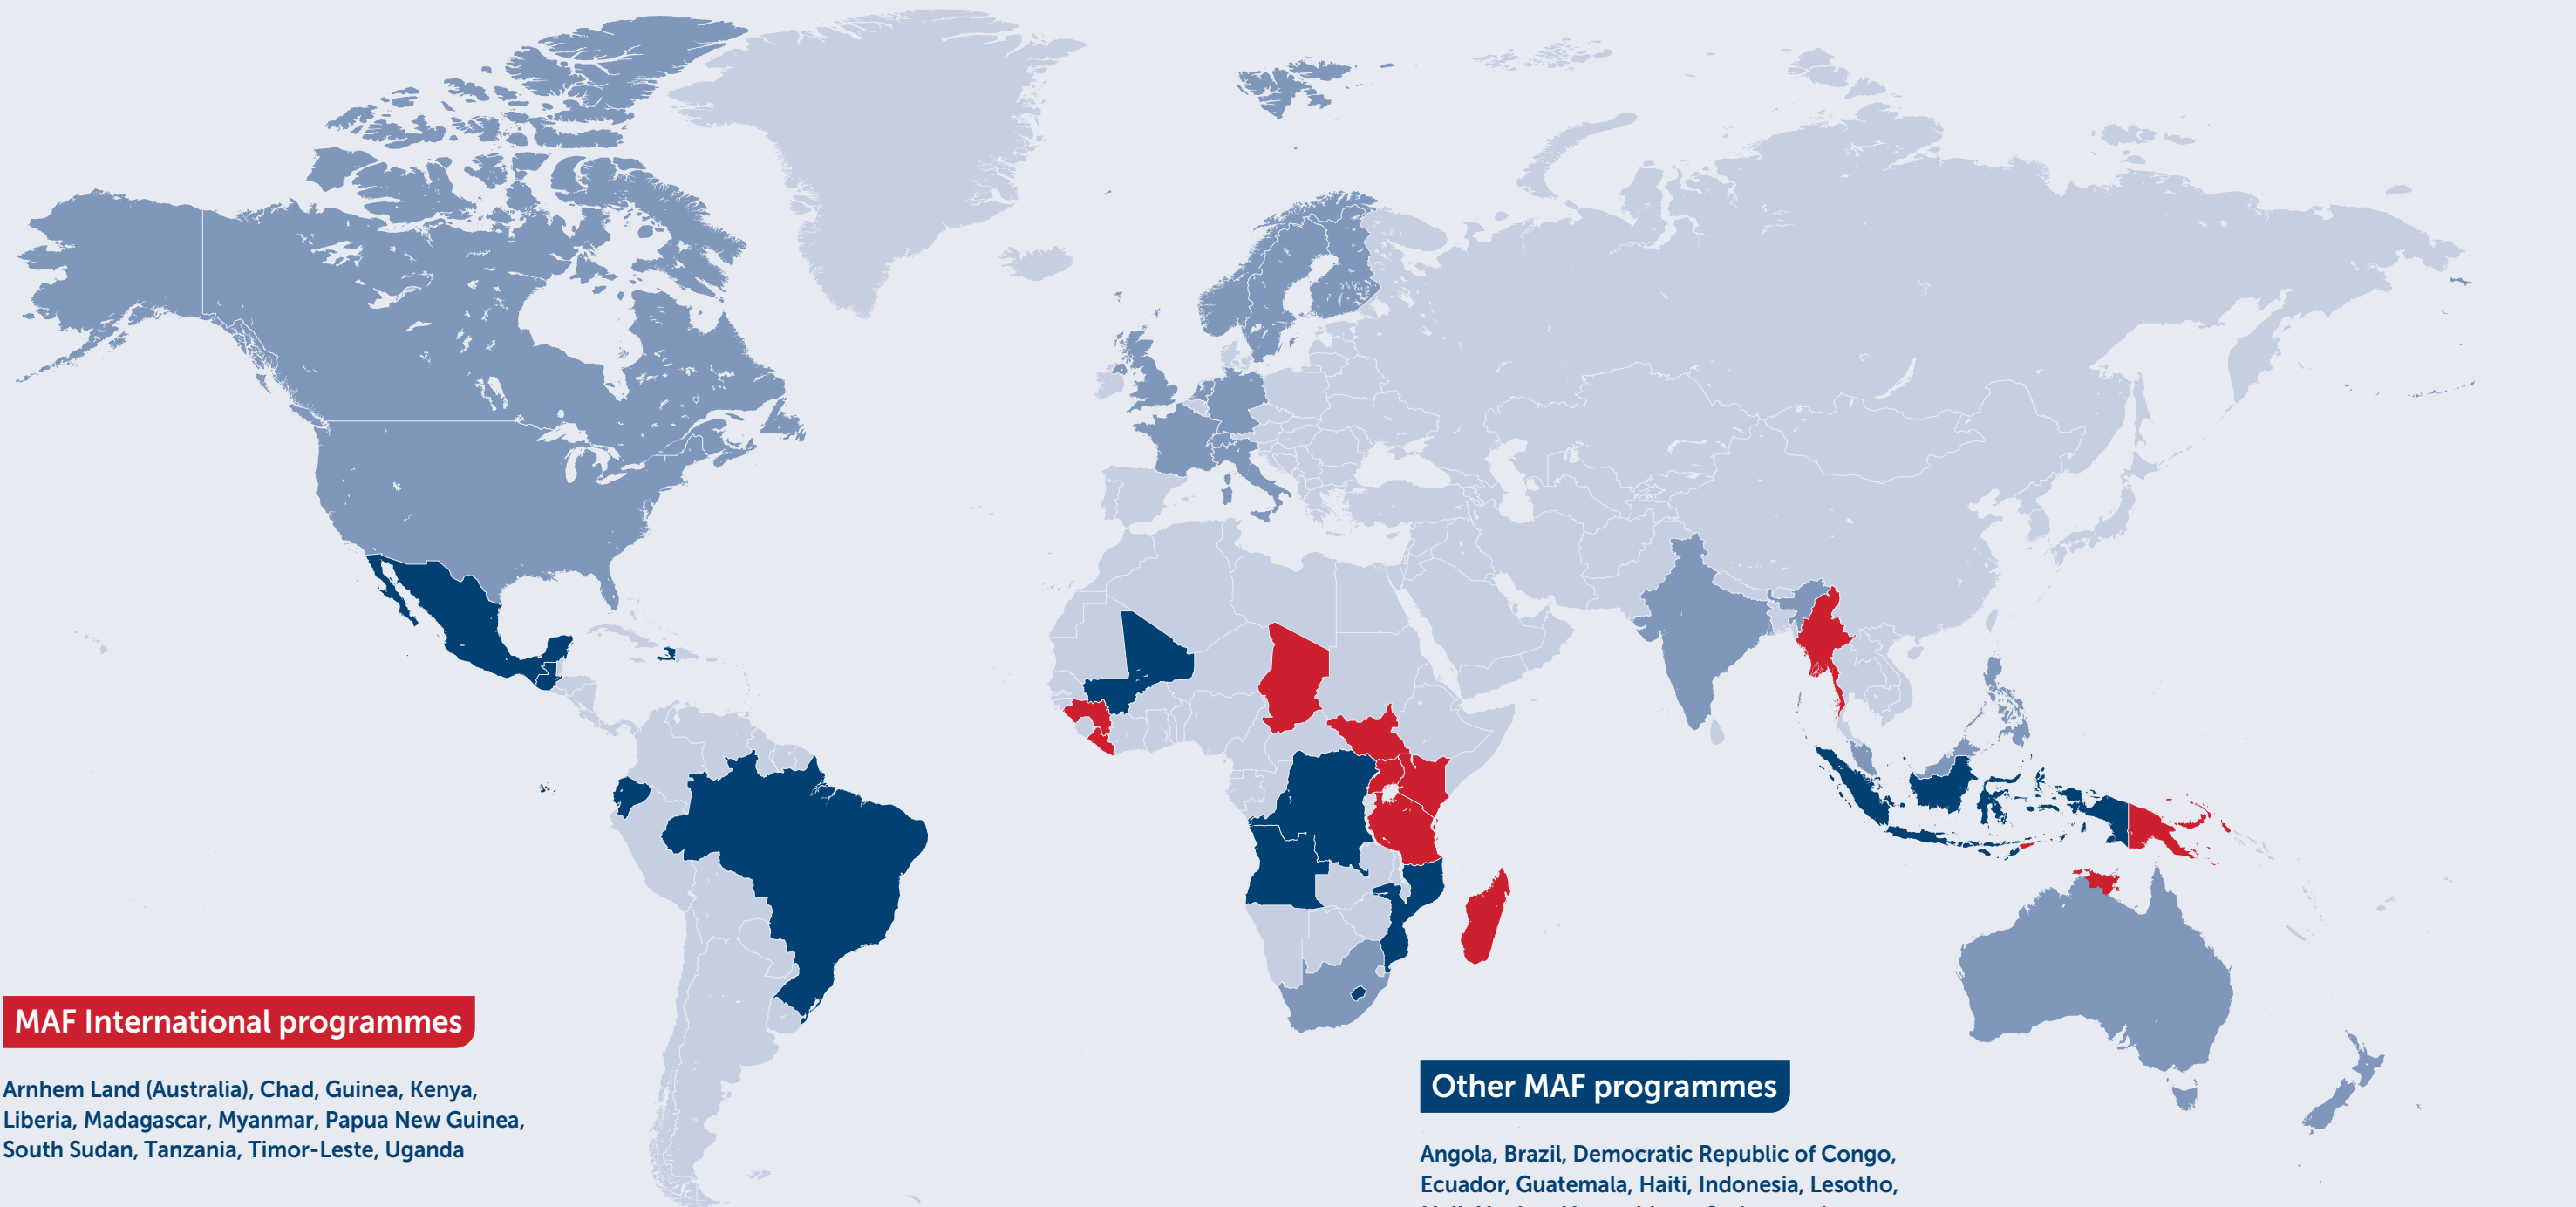 MAF International programmes
Arnhem Land (Australia), Chad, Guinea, Kenya,
Liberia, Madagascar, Myanmar, Papua New Guinea,
South Sudan, Tanzania, Timor-Leste, Uganda
Other MAF programmes
Angola, Brazil, Democratic Republic of Congo,
Ecuador, Guatemala, Haiti, Indonesia, Lesotho,